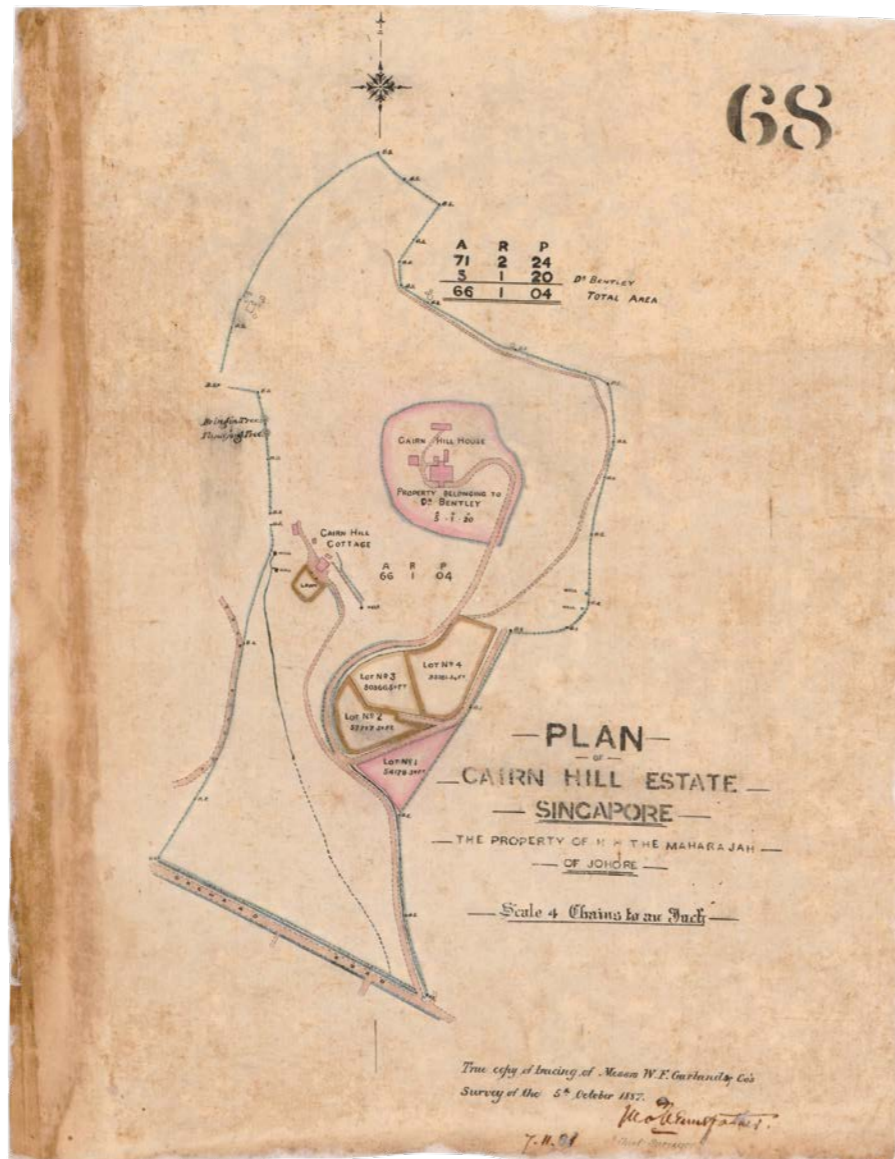 68
A R P
71 2 24
5 1 20 Dr BENTLEY
66 1 04 TOTAL AREA
CAIRN HILL HOUSE
PROPERTY BELONGING TO
Dr BENTLEY
5 . 1 . 20
CAIRN HILL
COTTAGE
A R P
66 1 04
LAWN
LOT No 4
LOT No 3
LOT No 2
LOT No 1
PLAN
OF
CAIRN HILL ESTATE
SINGAPORE
THE PROPERTY OF H H THE MAHARAJAH
OF JOHORE
Scale 4 Chains to an Inch
True copy of tracing of Messrs W. F. Garland & Co's
Survey of the 5th October 1887.